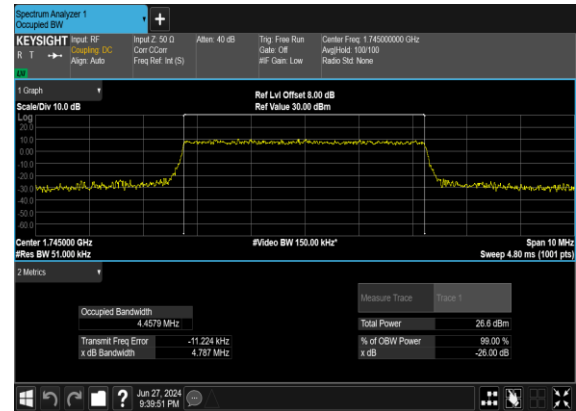 Spectrum Analyzer 1
Occupied BW
+
KEYSIGHT Input: RF Input Z: 50 Ω Atten: 40 dB Trig: Free Run Center Freq: 1.745000000 GHz
R T Coupling: DC Corr CCorr Gate: Off Avg|Hold: 100/100
Align: Auto Freq Ref: Int (S) #IF Gain: Low Radio Std: None
1 Graph
Ref Lvl Offset 8.00 dB
Scale/Div 10.0 dB Ref Value 30.00 dBm
Log
20.0
10.0
0.00
-10.0
-20.0
-30.0
-40.0
-50.0
-60.0
Center 1.745000 GHz #Video BW 150.00 kHz* Span 10 MHz
#Res BW 51.000 kHz Sweep 4.80 ms (1001 pts)
2 Metrics
Measure Trace Trace 1
Occupied Bandwidth
4.4579 MHz Total Power 26.6 dBm
Transmit Freq Error -11.224 kHz % of OBW Power 99.00 %
x dB Bandwidth 4.787 MHz x dB -26.00 dB
? Jun 27, 2024
9:39:51 PM